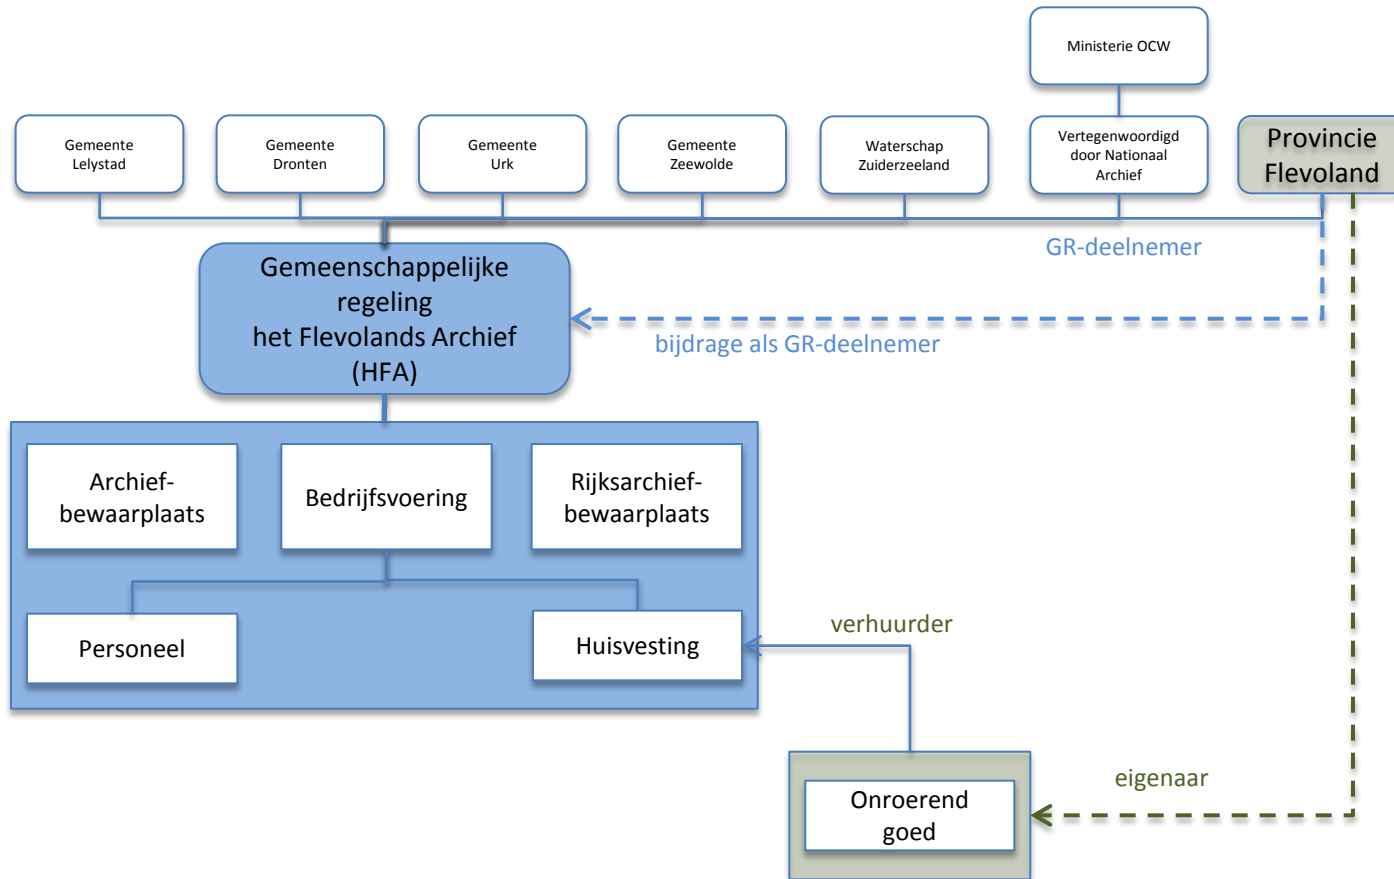 Ministerie OCW
Gemeente
Lelystad
Gemeente
Dronten
Gemeente
Urk
Gemeente
Zeewolde
Waterschap
Zuiderzeeland
Vertegenwoordigd
door Nationaal
Archief
Provincie
Flevoland
GR-deelnemer
Gemeenschappelijke
regeling
het Flevolands Archief
(HFA)
bijdrage als GR-deelnemer
Archief-
bewaarplaats
Bedrijfsvoering
Rijksarchief-
bewaarplaats
Personeel
Huisvesting
verhuurder
eigenaar
Onroerend
goed